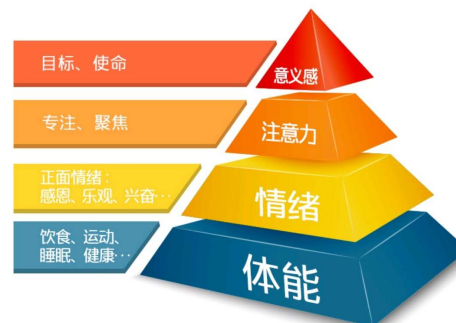 目标、使命
意义感
专注、聚焦
注意力
正面情绪：
感恩、乐观、兴奋…
情绪
饮食、运动、
睡眠、健康…
体能